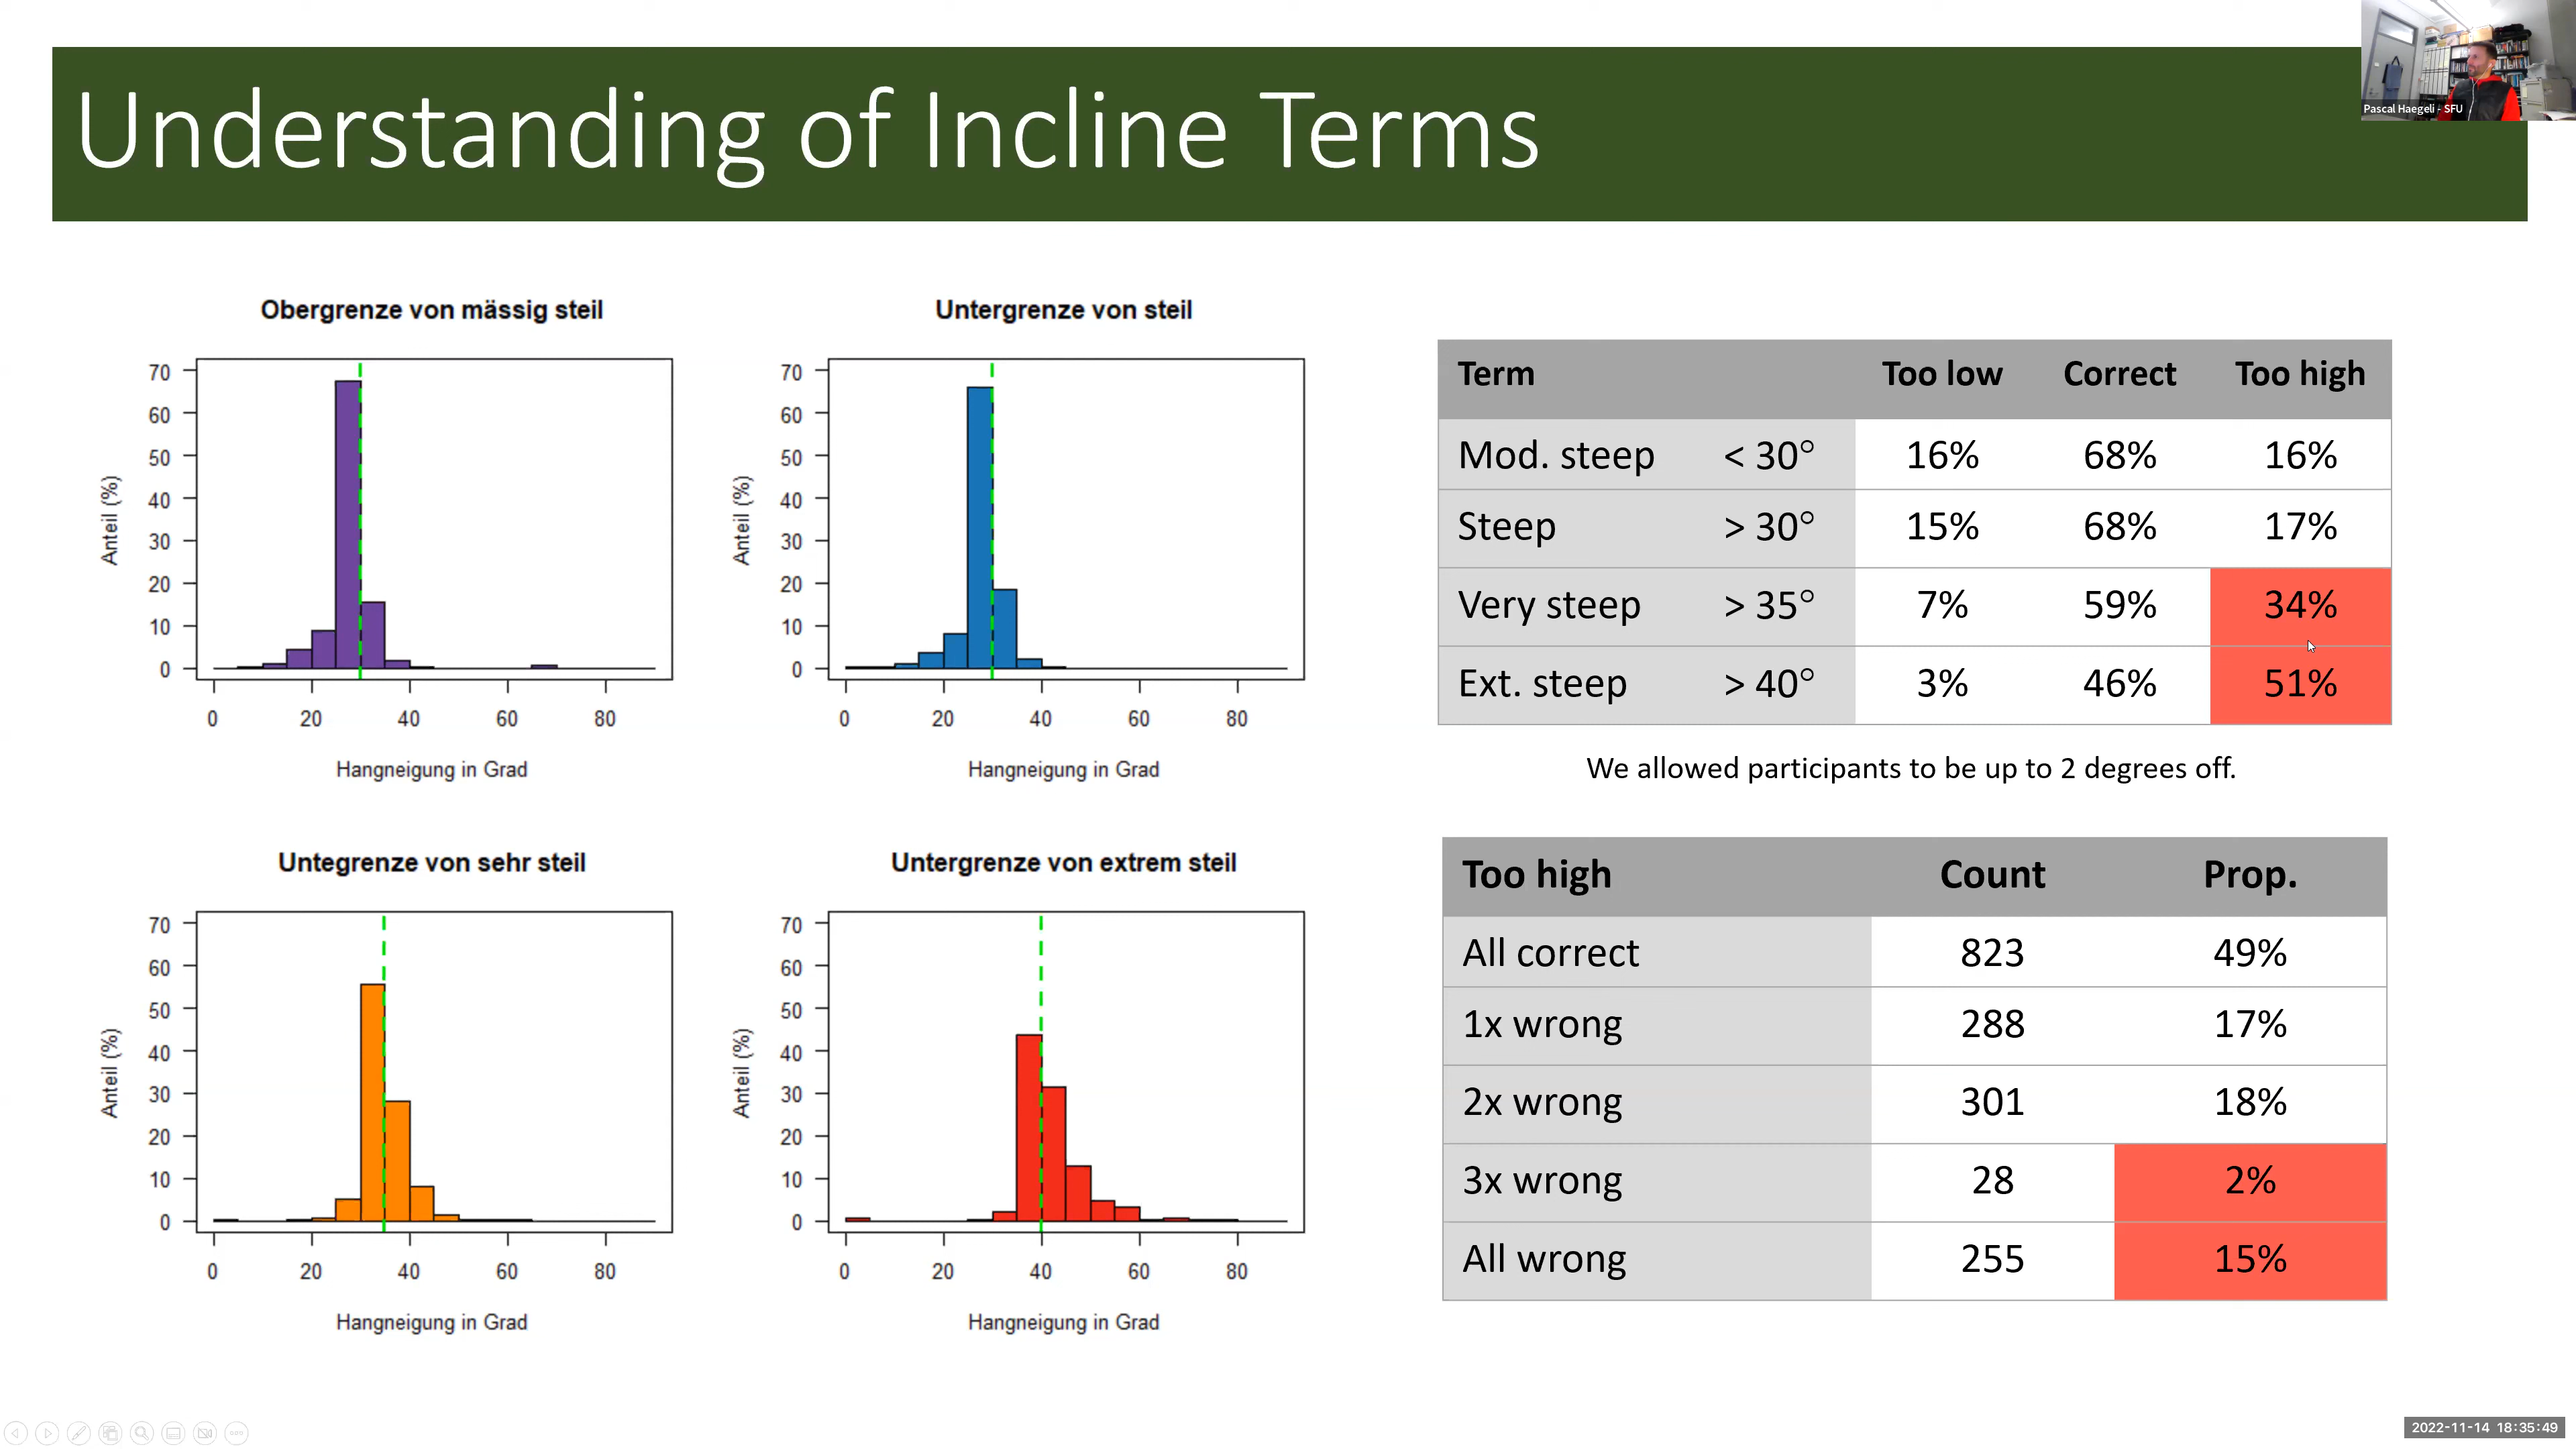 Understanding of Incline Terms
Pascal Haegeli - SFU
Obergrenze von mässig steil
Anteil (%)
70
60
50
40
30
20
10
0
0 20 40 60 80
Hangneigung in Grad
Untergrenze von steil
Anteil (%)
70
60
50
40
30
20
10
0
0 20 40 60 80
Hangneigung in Grad
Untegrenze von sehr steil
Anteil (%)
70
60
50
40
30
20
10
0
0 20 40 60 80
Hangneigung in Grad
Untergrenze von extrem steil
Anteil (%)
70
60
50
40
30
20
10
0
0 20 40 60 80
Hangneigung in Grad
Term Too low Correct Too high
Mod. steep < 30° 16% 68% 16%
Steep > 30° 15% 68% 17%
Very steep > 35° 7% 59% 34%
Ext. steep > 40° 3% 46% 51%
We allowed participants to be up to 2 degrees off.
Too high Count Prop.
All correct 823 49%
1x wrong 288 17%
2x wrong 301 18%
3x wrong 28 2%
All wrong 255 15%
2022-11-14 18:35:49